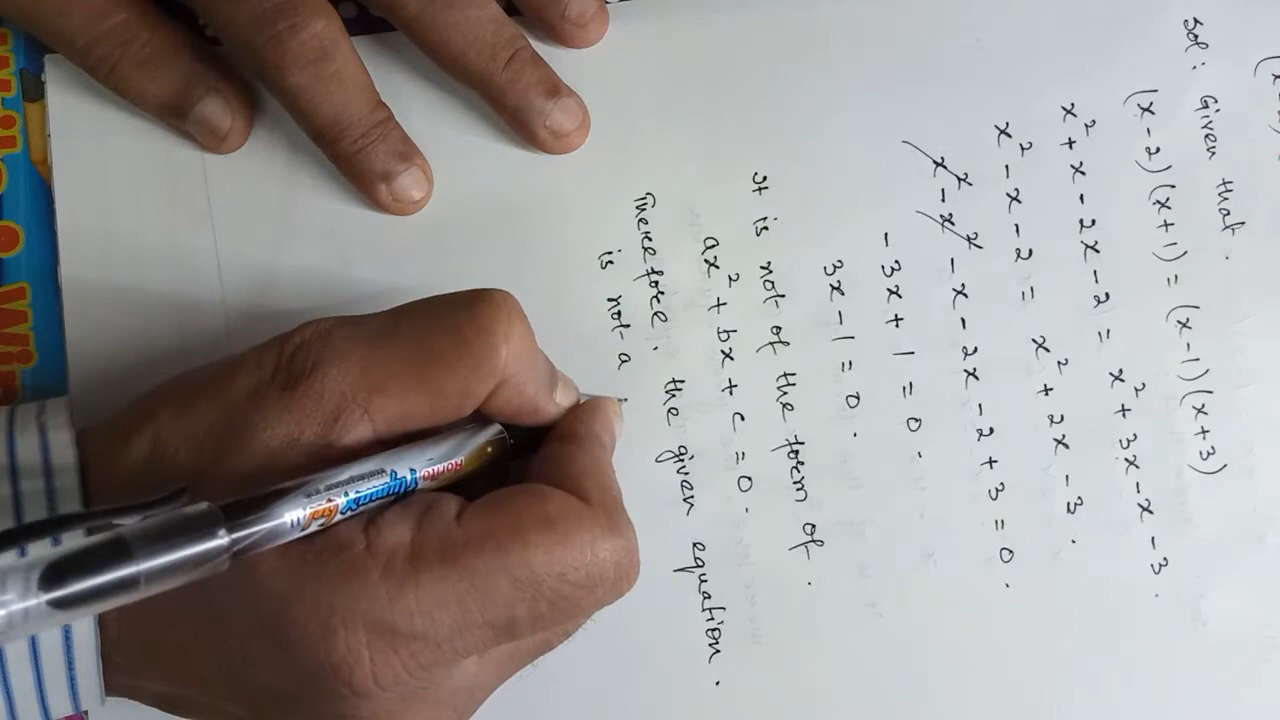 Sol: Given that.
(x-2)(x+1) = (x-1)(x+3)
x² + x - 2x - 2 = x² + 3x - x - 3.
x² - x - 2 = x² + 2x - 3.
x² - x² - x - 2x - 2 + 3 = 0.
- 3x + 1 = 0.
3x - 1 = 0.
It is not of the form of.
ax² + bx + c = 0.
Therefore. the given equation.
is not a